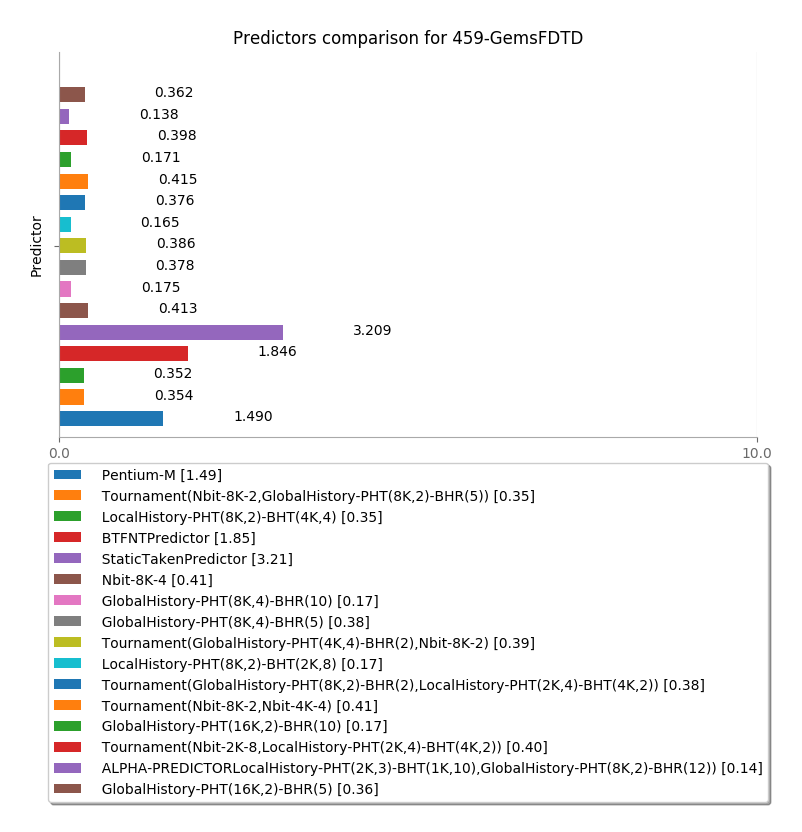 Predictors comparison for 459-GemsFDTD
0.362
0.138
0.398
0.171
0.415
0.376
0.165
0.386
0.378
0.175
0.413
3.209
1.846
0.352
0.354
1.490
Predictor
0.0
10.0
Pentium-M [1.49]
Tournament(Nbit-8K-2,GlobalHistory-PHT(8K,2)-BHR(5)) [0.35]
LocalHistory-PHT(8K,2)-BHT(4K,4) [0.35]
BTFNTPredictor [1.85]
StaticTakenPredictor [3.21]
Nbit-8K-4 [0.41]
GlobalHistory-PHT(8K,4)-BHR(10) [0.17]
GlobalHistory-PHT(8K,4)-BHR(5) [0.38]
Tournament(GlobalHistory-PHT(4K,4)-BHR(2),Nbit-8K-2) [0.39]
LocalHistory-PHT(8K,2)-BHT(2K,8) [0.17]
Tournament(GlobalHistory-PHT(8K,2)-BHR(2),LocalHistory-PHT(2K,4)-BHT(4K,2)) [0.38]
Tournament(Nbit-8K-2,Nbit-4K-4) [0.41]
GlobalHistory-PHT(16K,2)-BHR(10) [0.17]
Tournament(Nbit-2K-8,LocalHistory-PHT(2K,4)-BHT(4K,2)) [0.40]
ALPHA-PREDICTORLocalHistory-PHT(2K,3)-BHT(1K,10),GlobalHistory-PHT(8K,2)-BHR(12)) [0.14]
GlobalHistory-PHT(16K,2)-BHR(5) [0.36]